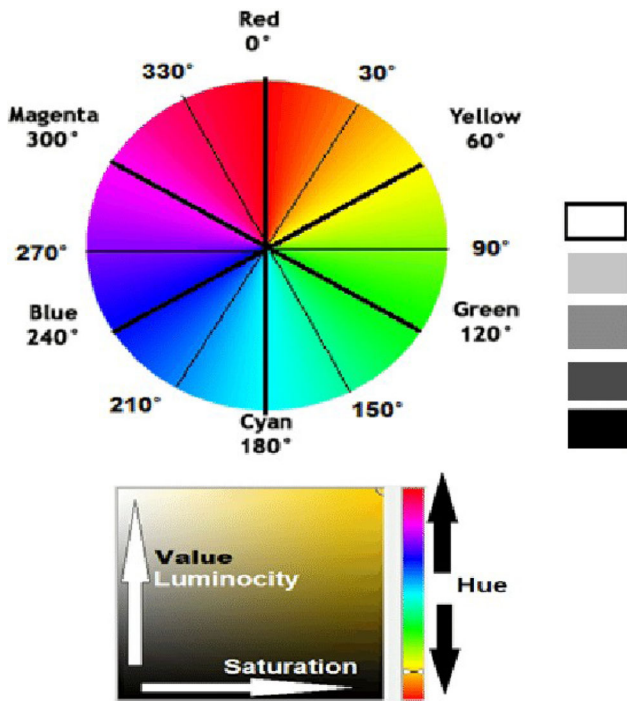 Red
0°
330°
30°
Magenta
300°
Yellow
60°
270°
90°
Blue
240°
Green
120°
210°
150°
Cyan
180°
Value
Luminocity
Hue
Saturation